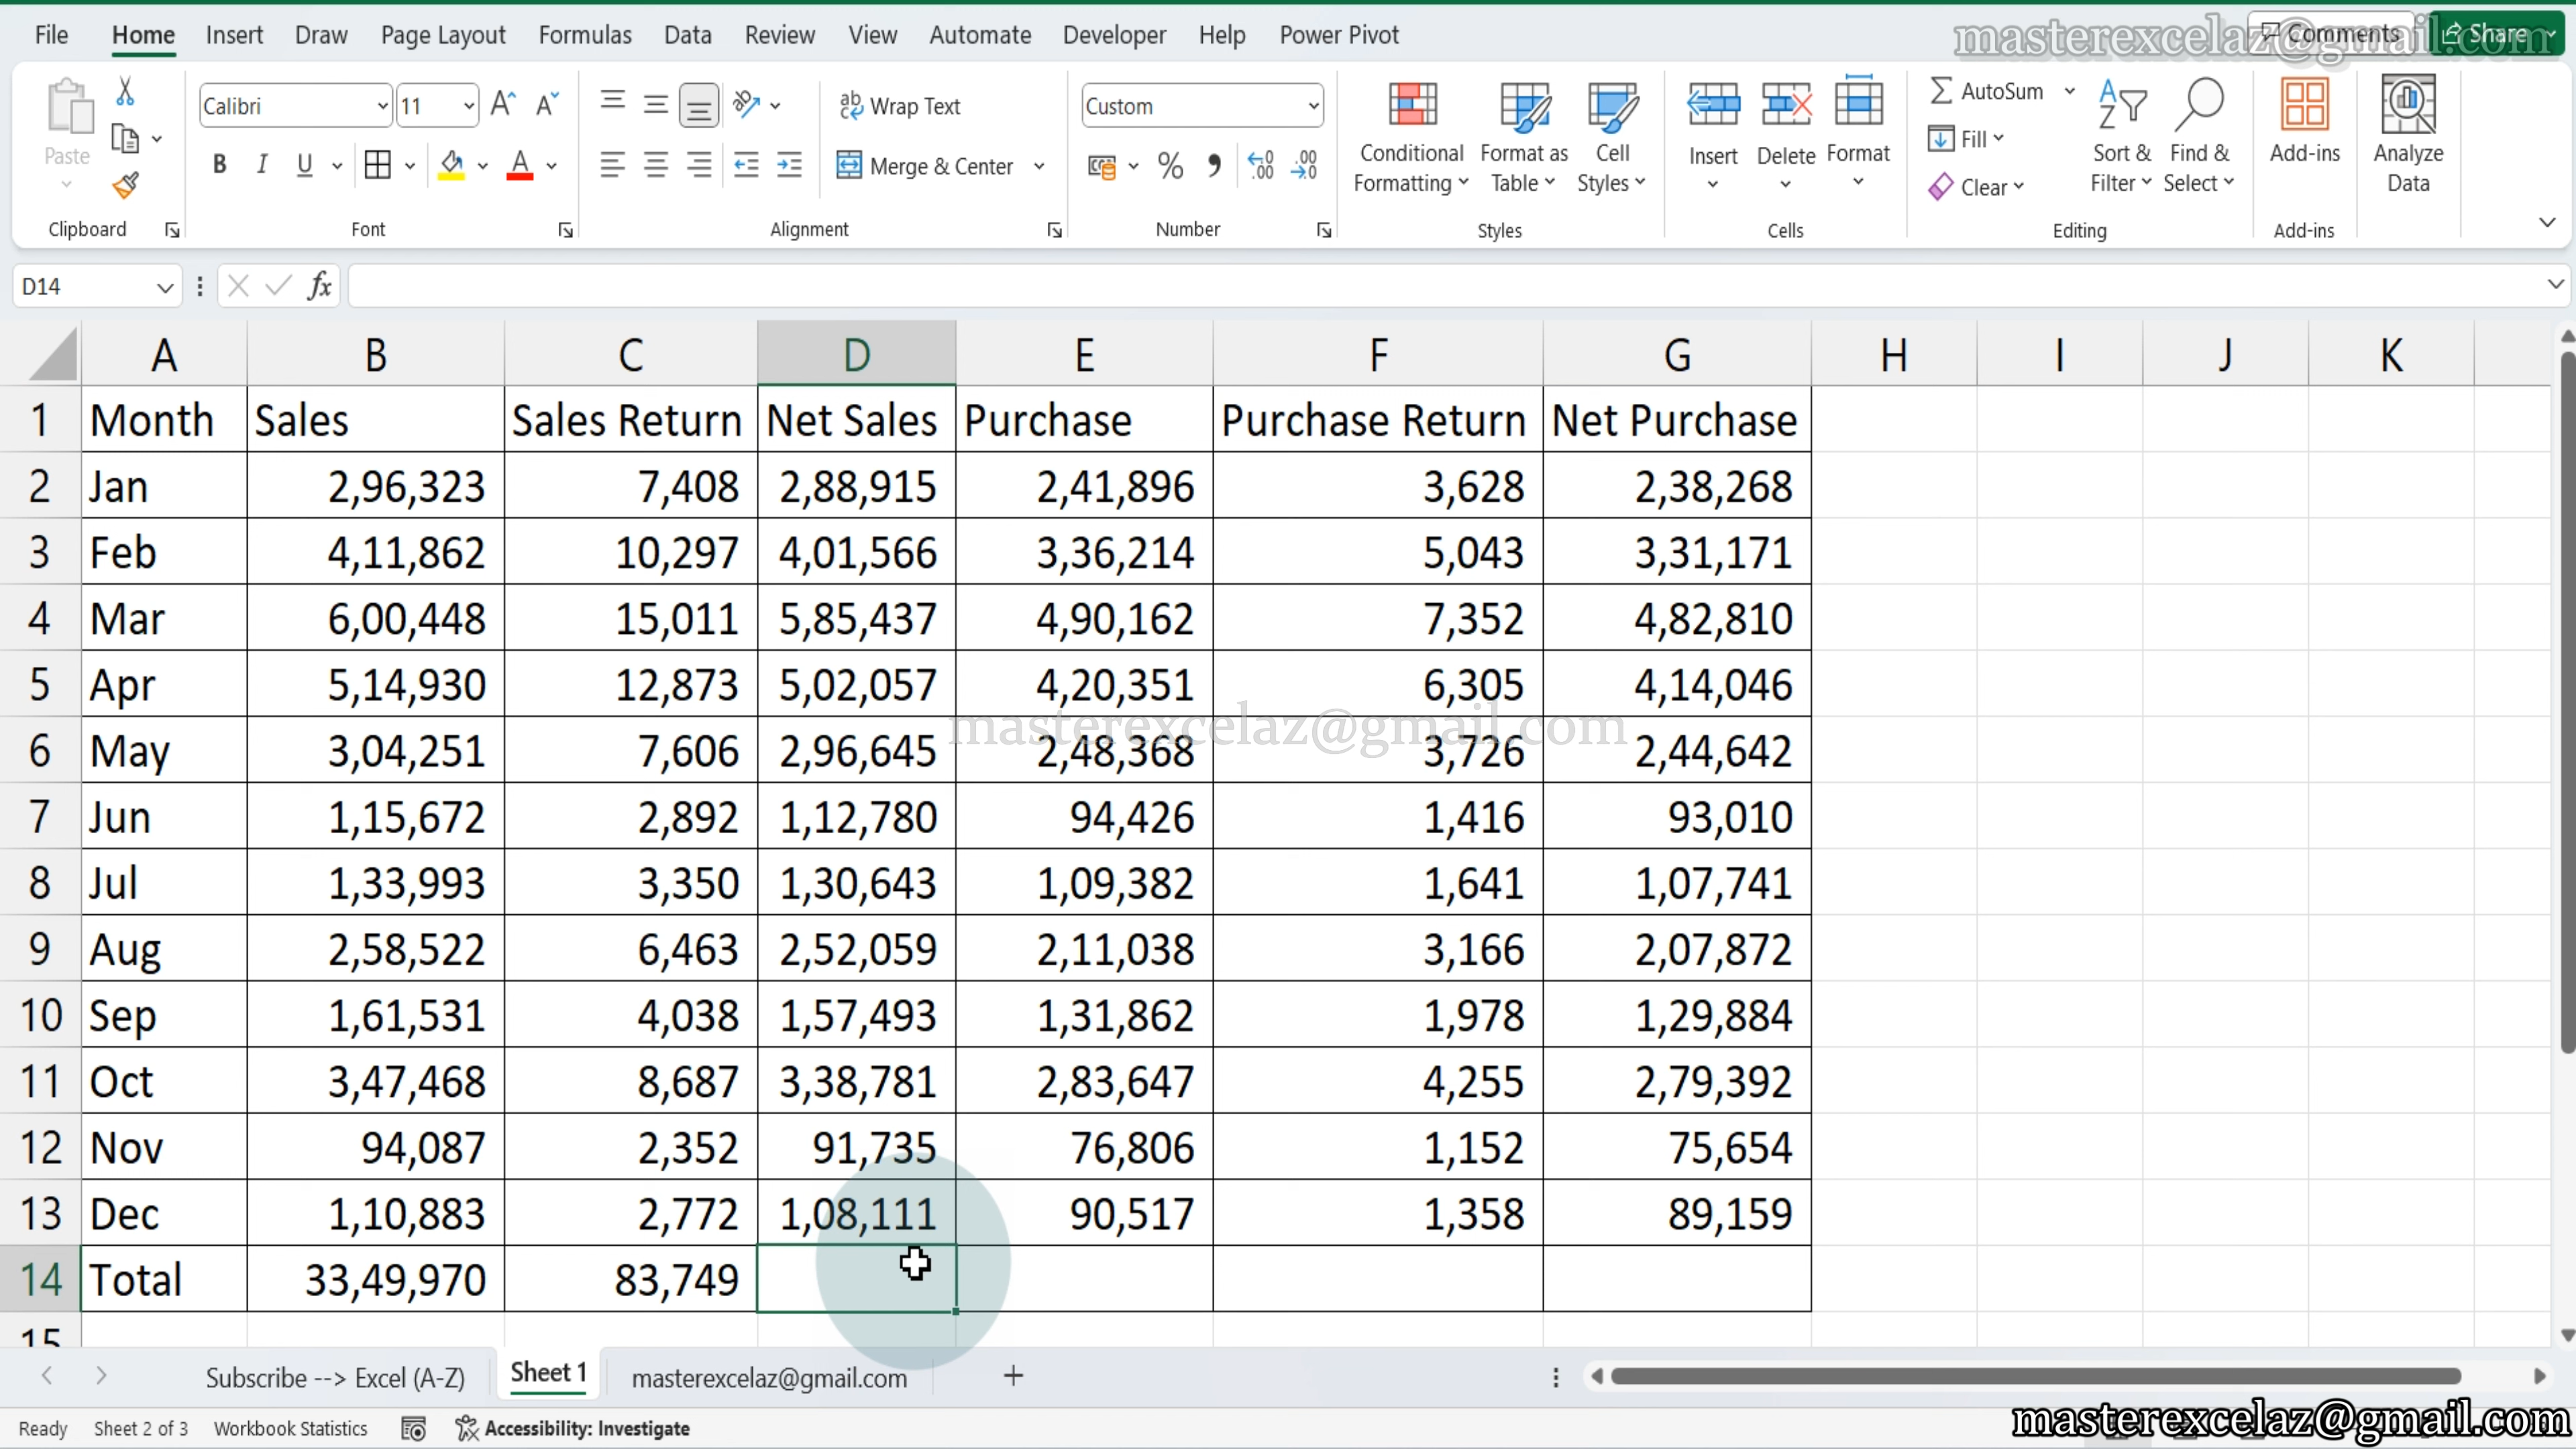 File Home Insert Draw Page Layout Formulas Data Review View Automate Developer Help Power Pivot Comments Share
masterexcelaz@gmail.com
Calibri 11 Wrap Text Custom AutoSum
Paste B I U Merge & Center % Conditional Formatting Format as Table Cell Styles Insert Delete Format Fill Clear Sort & Filter Find & Select Add-ins Analyze Data
Clipboard Font Alignment Number Styles Cells Editing Add-ins
D14 fx
A B C D E F G H I J K
1 Month Sales Sales Return Net Sales Purchase Purchase Return Net Purchase
2 Jan 2,96,323 7,408 2,88,915 2,41,896 3,628 2,38,268
3 Feb 4,11,862 10,297 4,01,566 3,36,214 5,043 3,31,171
4 Mar 6,00,448 15,011 5,85,437 4,90,162 7,352 4,82,810
5 Apr 5,14,930 12,873 5,02,057 4,20,351 6,305 4,14,046
masterexcelaz@gmail.com
6 May 3,04,251 7,606 2,96,645 2,48,368 3,726 2,44,642
7 Jun 1,15,672 2,892 1,12,780 94,426 1,416 93,010
8 Jul 1,33,993 3,350 1,30,643 1,09,382 1,641 1,07,741
9 Aug 2,58,522 6,463 2,52,059 2,11,038 3,166 2,07,872
10 Sep 1,61,531 4,038 1,57,493 1,31,862 1,978 1,29,884
11 Oct 3,47,468 8,687 3,38,781 2,83,647 4,255 2,79,392
12 Nov 94,087 2,352 91,735 76,806 1,152 75,654
13 Dec 1,10,883 2,772 1,08,111 90,517 1,358 89,159
14 Total 33,49,970 83,749
15
Subscribe --> Excel (A-Z) Sheet 1 masterexcelaz@gmail.com
Ready Sheet 2 of 3 Workbook Statistics Accessibility: Investigate masterexcelaz@gmail.com